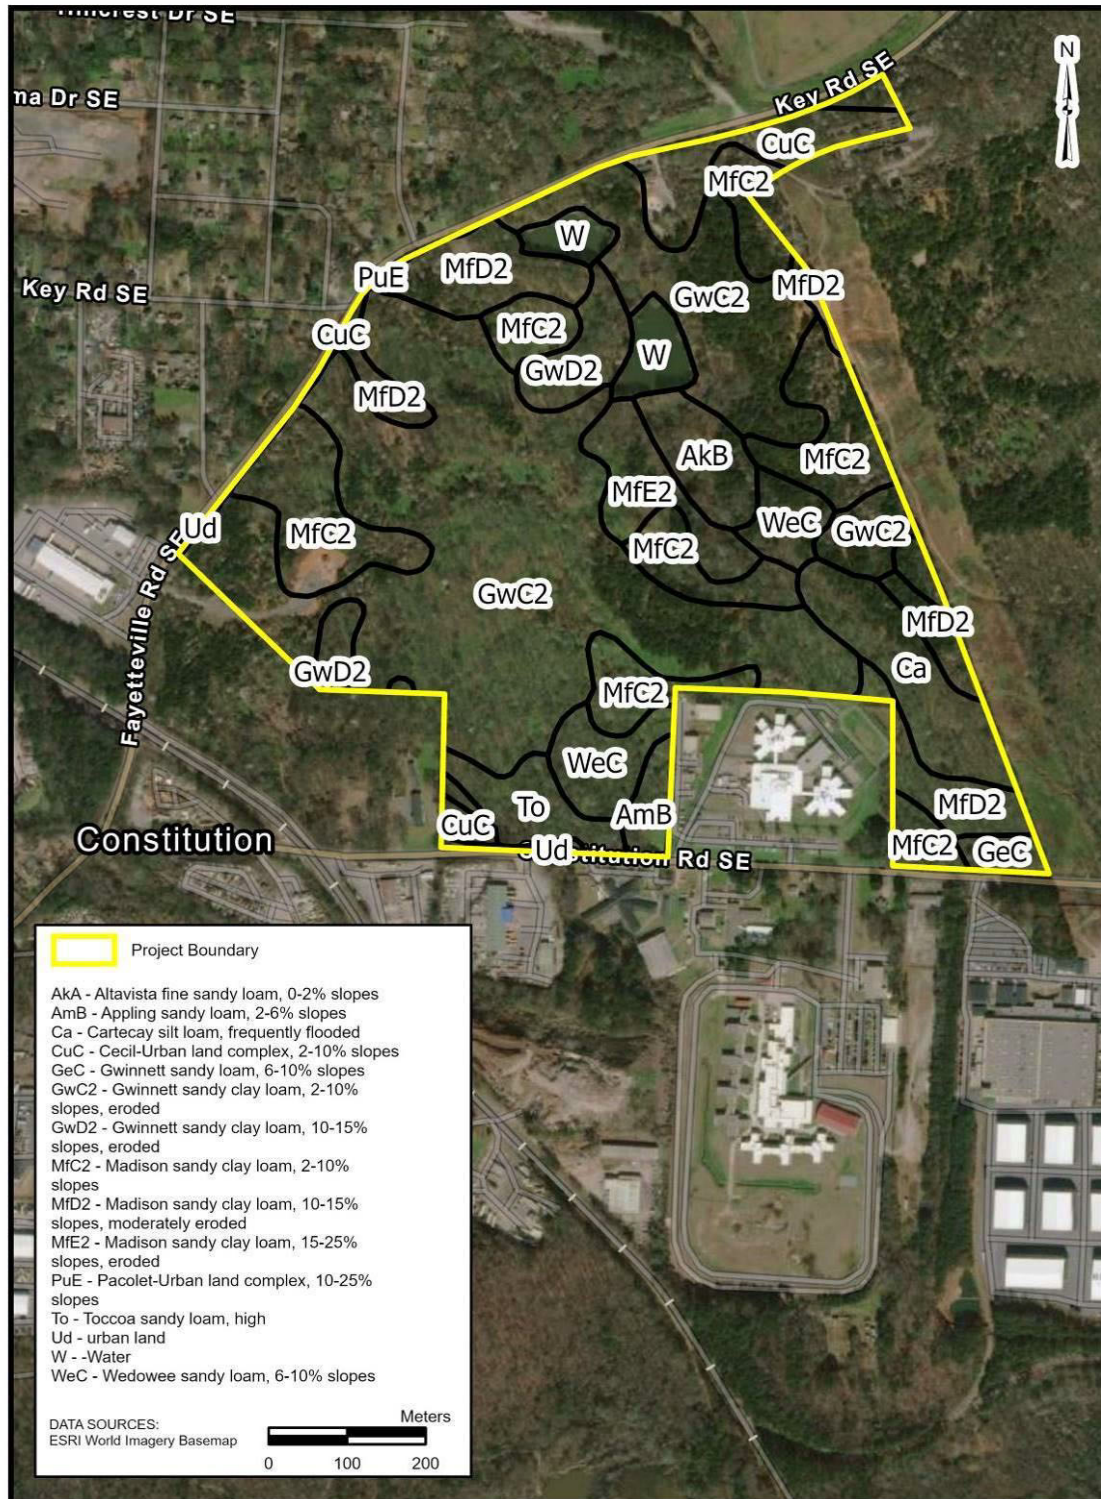 Hillcrest Dr SE
ma Dr SE
Key Rd SE
N
CuC
MfC2
W
MfD2
PuE
GwC2
MfD2
Key Rd SE
CuC
MfC2
W
GwD2
MfD2
AkB
MfC2
MfE2
Ud
MfC2
WeC
GwC2
MfC2
GwC2
MfD2
Fayetteville Rd SE
GwD2
Ca
MfC2
WeC
MfD2
To
AmB
CuC
Constitution
Ud
Constitution Rd SE
MfC2
GeC
Project Boundary
AkA - Altavista fine sandy loam, 0-2% slopes
AmB - Appling sandy loam, 2-6% slopes
Ca - Cartecay silt loam, frequently flooded
CuC - Cecil-Urban land complex, 2-10% slopes
GeC - Gwinnett sandy loam, 6-10% slopes
GwC2 - Gwinnett sandy clay loam, 2-10%
slopes, eroded
GwD2 - Gwinnett sandy clay loam, 10-15%
slopes, eroded
MfC2 - Madison sandy clay loam, 2-10%
slopes
MfD2 - Madison sandy clay loam, 10-15%
slopes, moderately eroded
MfE2 - Madison sandy clay loam, 15-25%
slopes, eroded
PuE - Pacolet-Urban land complex, 10-25%
slopes
To - Toccoa sandy loam, high
Ud - urban land
W - -Water
WeC - Wedowee sandy loam, 6-10% slopes
DATA SOURCES:
ESRI World Imagery Basemap
Meters
0 100 200